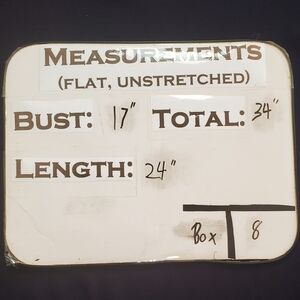 MEASUREMENTS
(FLAT, UNSTRETCHED)
BUST: 17" TOTAL: 34"
LENGTH: 24"
Box 8